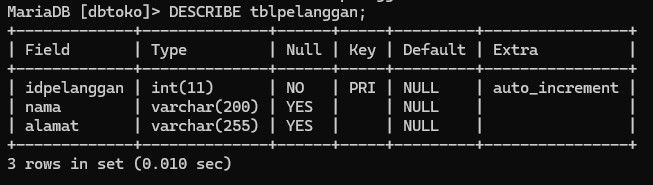 MariaDB [dbtoko]> DESCRIBE tblpelanggan;
+-------------+--------------+------+-----+---------+----------------+
| Field       | Type         | Null | Key | Default | Extra          |
+-------------+--------------+------+-----+---------+----------------+
| idpelanggan | int(11)      | NO   | PRI | NULL    | auto_increment |
| nama        | varchar(200) | YES  |     | NULL    |                |
| alamat      | varchar(255) | YES  |     | NULL    |                |
+-------------+--------------+------+-----+---------+----------------+
3 rows in set (0.010 sec)